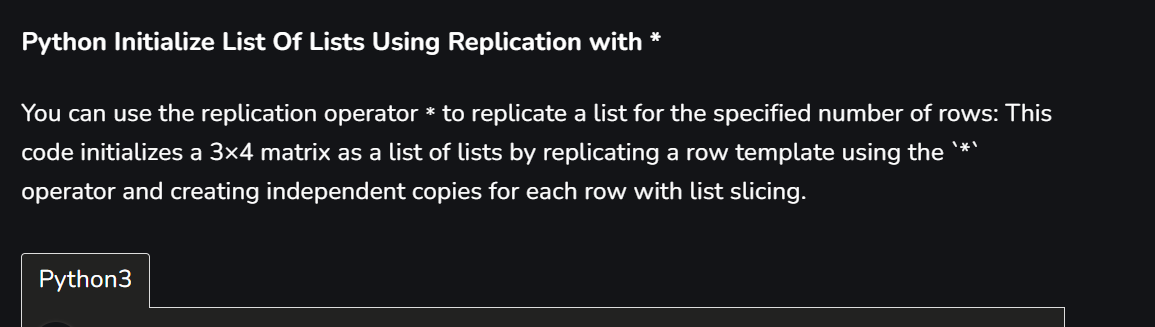 Python Initialize List Of Lists Using Replication with *
You can use the replication operator * to replicate a list for the specified number of rows: This
code initializes a 3×4 matrix as a list of lists by replicating a row template using the `*`
operator and creating independent copies for each row with list slicing.
Python3